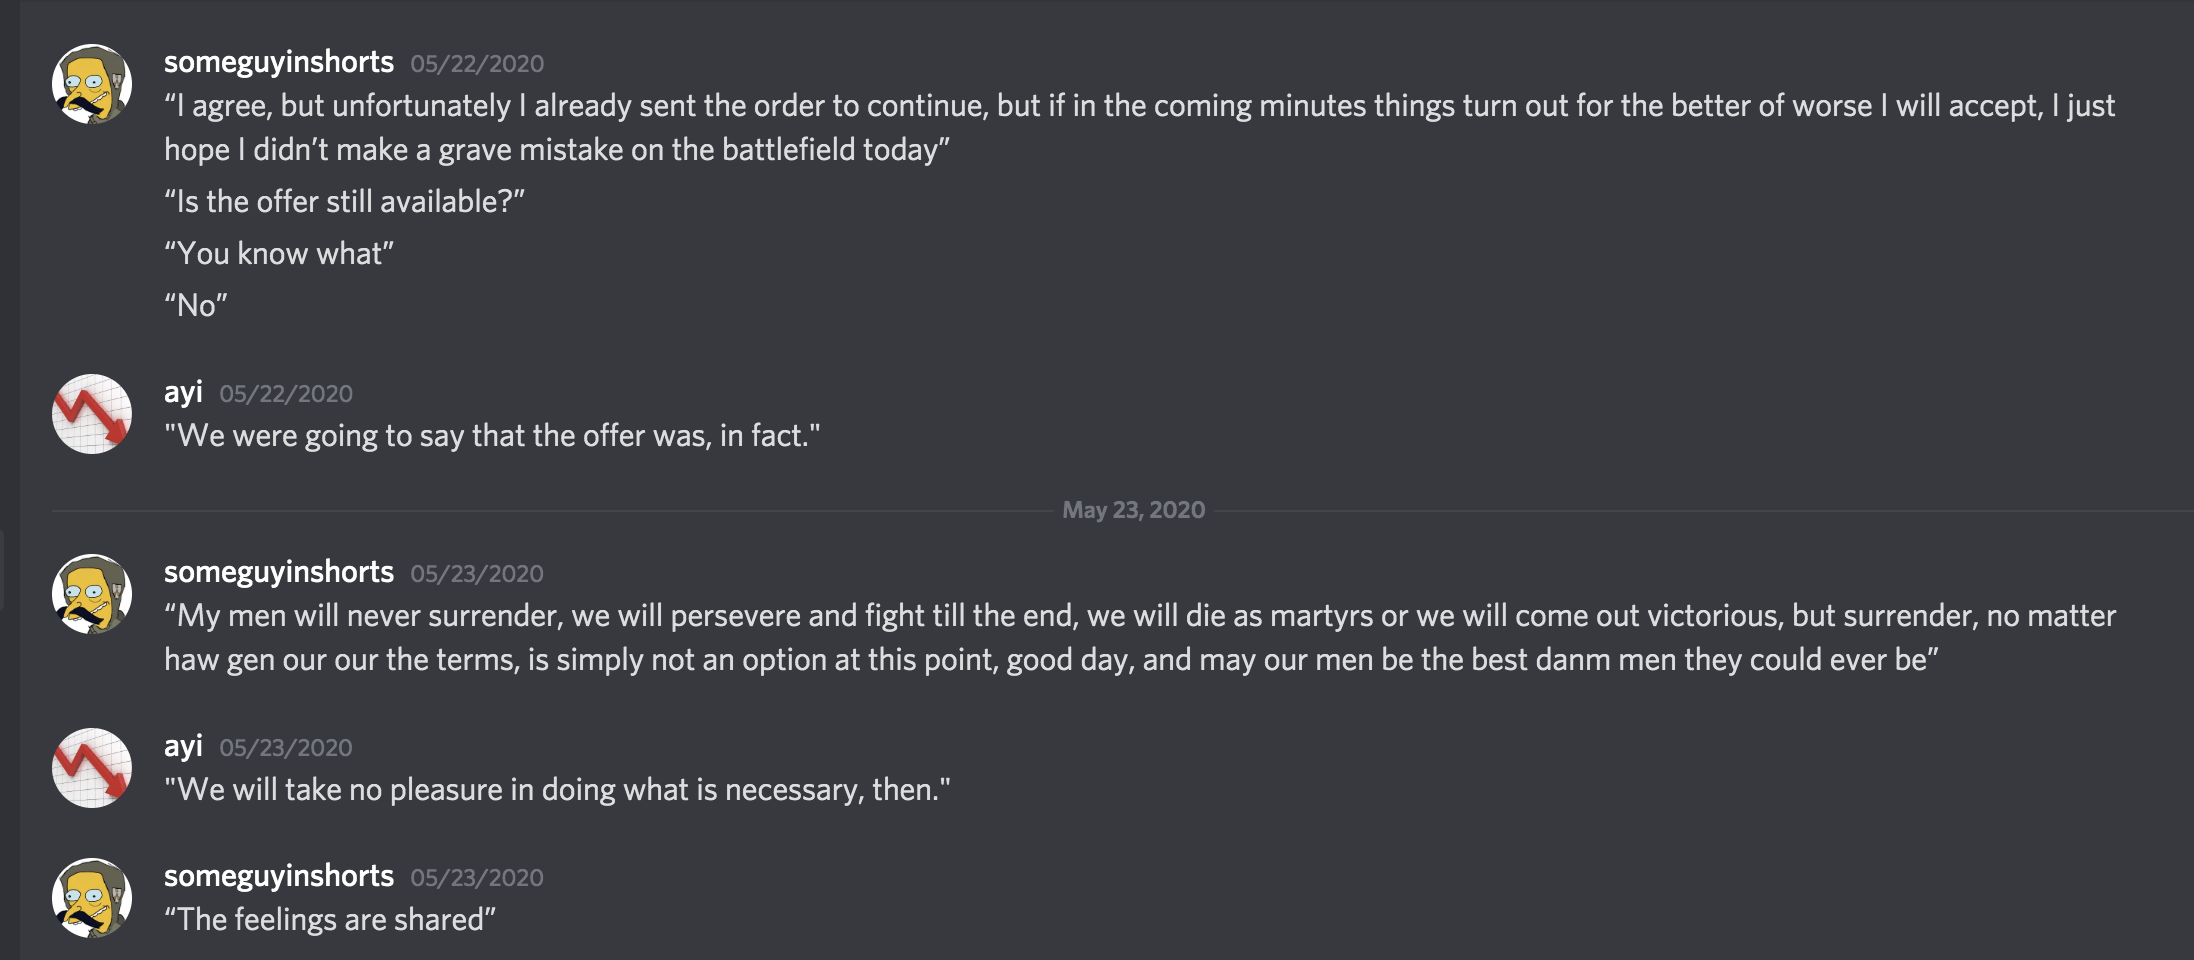 someguyinshorts 05/22/2020
“I agree, but unfortunately I already sent the order to continue, but if in the coming minutes things turn out for the better of worse I will accept, I just
hope I didn’t make a grave mistake on the battlefield today”
“Is the offer still available?”
“You know what”
“No”
ayi 05/22/2020
"We were going to say that the offer was, in fact."
May 23, 2020
someguyinshorts 05/23/2020
“My men will never surrender, we will persevere and fight till the end, we will die as martyrs or we will come out victorious, but surrender, no matter
haw gen our our the terms, is simply not an option at this point, good day, and may our men be the best danm men they could ever be”
ayi 05/23/2020
"We will take no pleasure in doing what is necessary, then."
someguyinshorts 05/23/2020
“The feelings are shared”